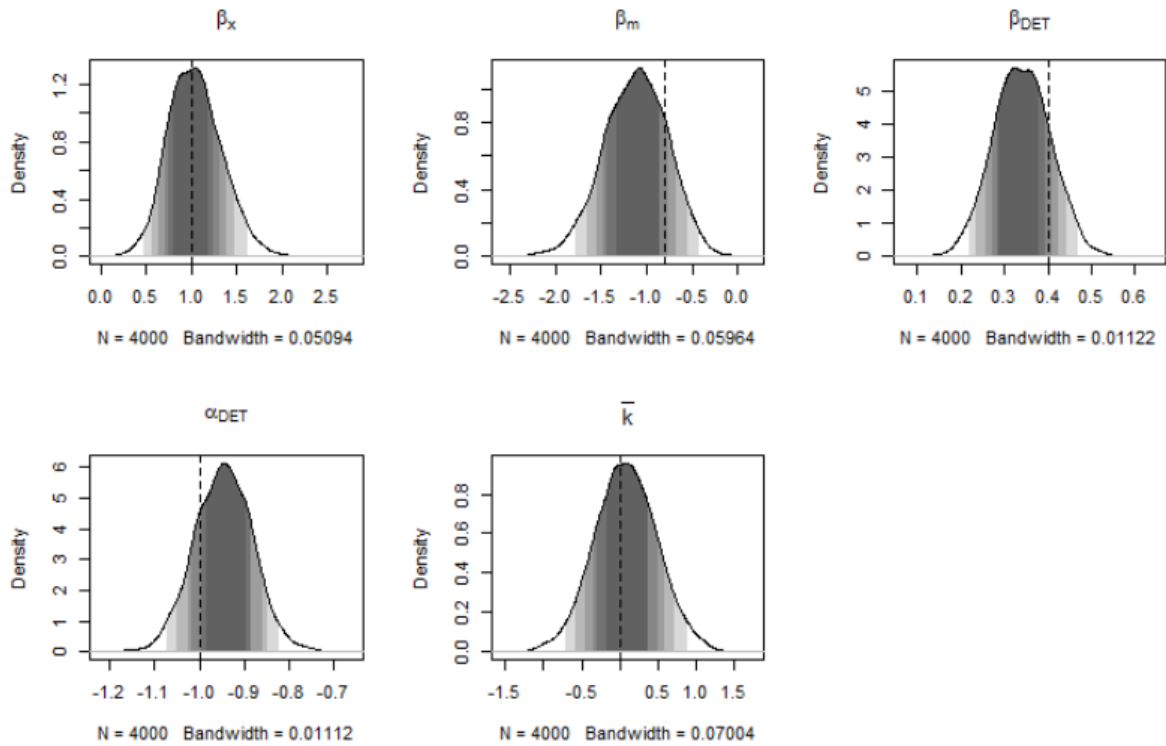 βx
Density
0.0 0.4 0.8 1.2
0.0 0.5 1.0 1.5 2.0 2.5
N = 4000 Bandwidth = 0.05094
βm
Density
0.0 0.4 0.8
-2.5 -2.0 -1.5 -1.0 -0.5 0.0
N = 4000 Bandwidth = 0.05964
βDET
Density
0 1 2 3 4 5
0.1 0.2 0.3 0.4 0.5 0.6
N = 4000 Bandwidth = 0.01122
αDET
Density
0 1 2 3 4 5 6
-1.2 -1.1 -1.0 -0.9 -0.8 -0.7
N = 4000 Bandwidth = 0.01112
k̅
Density
0.0 0.2 0.4 0.6 0.8
-1.5 -0.5 0.5 1.0 1.5
N = 4000 Bandwidth = 0.07004